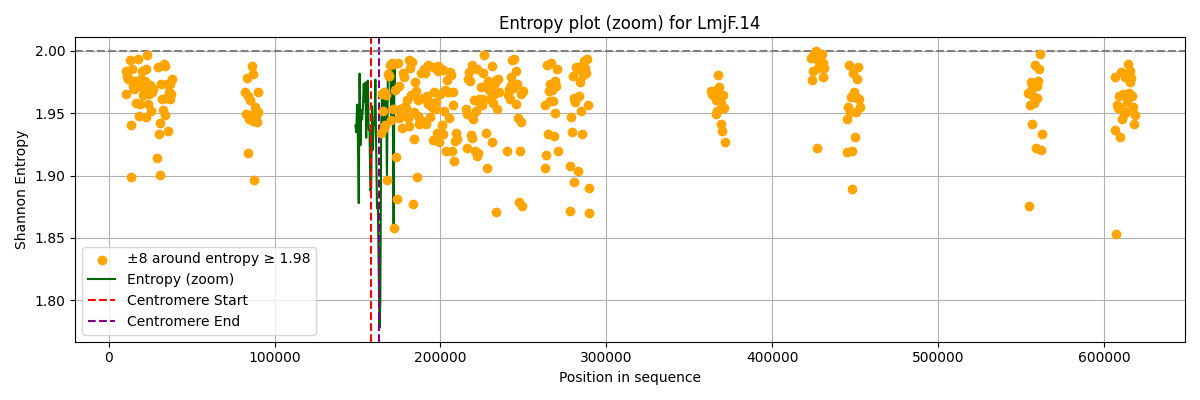 Entropy plot (zoom) for LmjF.14
Shannon Entropy
2.00
1.95
1.90
1.85
1.80
±8 around entropy ≥ 1.98
Entropy (zoom)
Centromere Start
Centromere End
0
100000
200000
300000
400000
500000
600000
Position in sequence